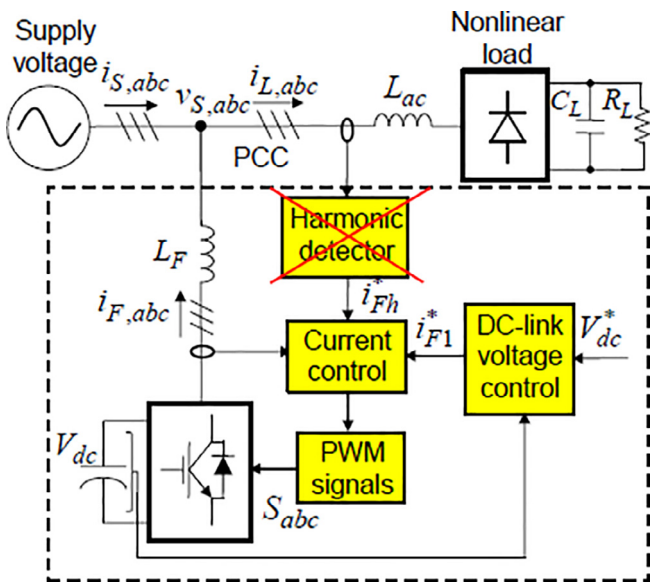 Supply
voltage
i_{S,abc}
v_{S,abc}
i_{L,abc}
PCC
L_{ac}
Nonlinear
load
C_L
R_L
Harmonic
detector
L_F
i_{F,abc}
i^*_{Fh}
Current
control
i^*_{F1}
DC-link
voltage
control
V^*_{dc}
V_{dc}
S_{abc}
PWM
signals